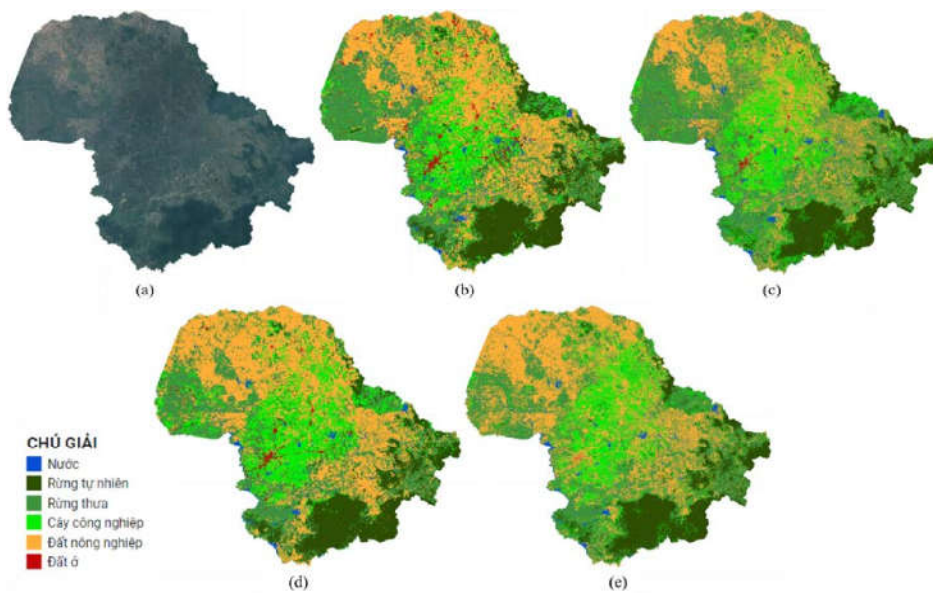 (a)
(b)
(c)
CHÚ GIẢI
Nước
Rừng tự nhiên
Rừng thưa
Cây công nghiệp
Đất nông nghiệp
Đất ở
(d)
(e)